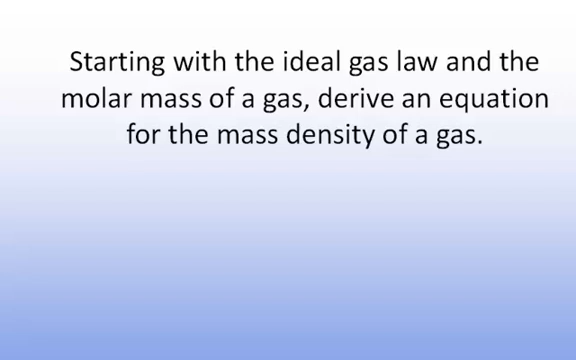 Starting with the ideal gas law and the
molar mass of a gas, derive an equation
for the mass density of a gas.